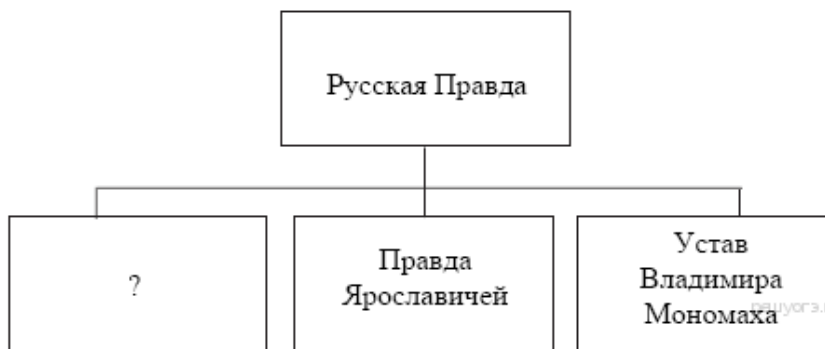 Русская Правда
?
Правда
Ярославичей
Устав
Владимира
Мономаха